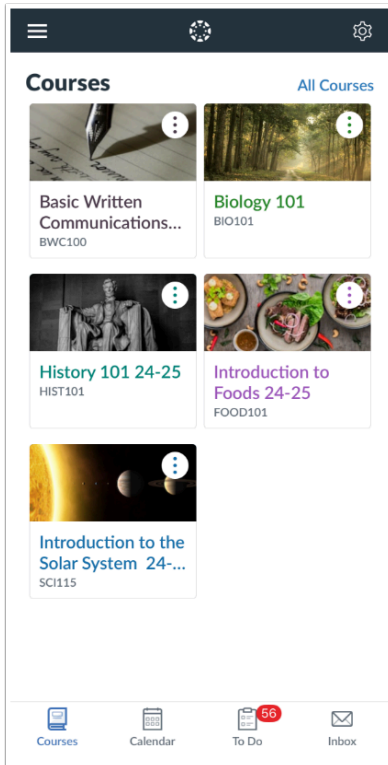 Courses
All Courses
Basic Written
Communications...
BWC100
Biology 101
BIO101
History 101 24-25
HIST101
Introduction to
Foods 24-25
FOOD101
Introduction to the
Solar System 24-...
SCI115
Courses
Calendar
56
To Do
Inbox